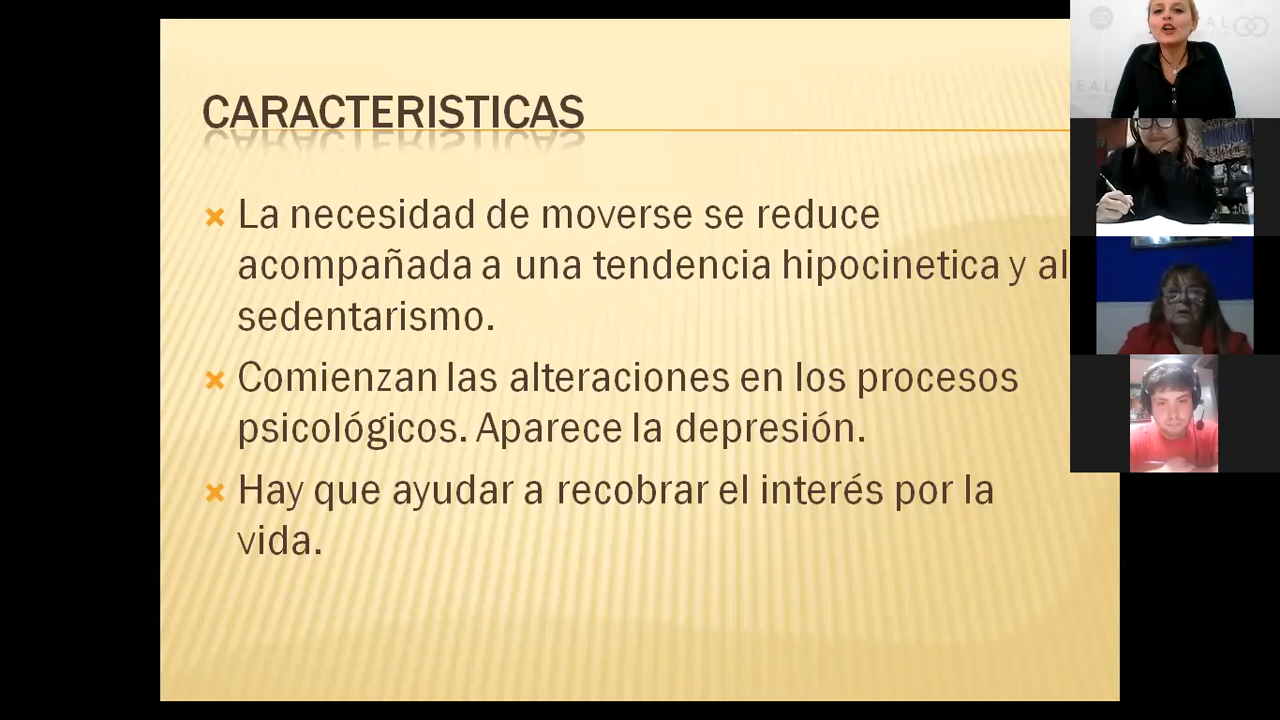 CARACTERISTICAS
La necesidad de moverse se reduce
acompañada a una tendencia hipocinetica y al
sedentarismo.
Comienzan las alteraciones en los procesos
psicológicos. Aparece la depresión.
Hay que ayudar a recobrar el interés por la
vida.